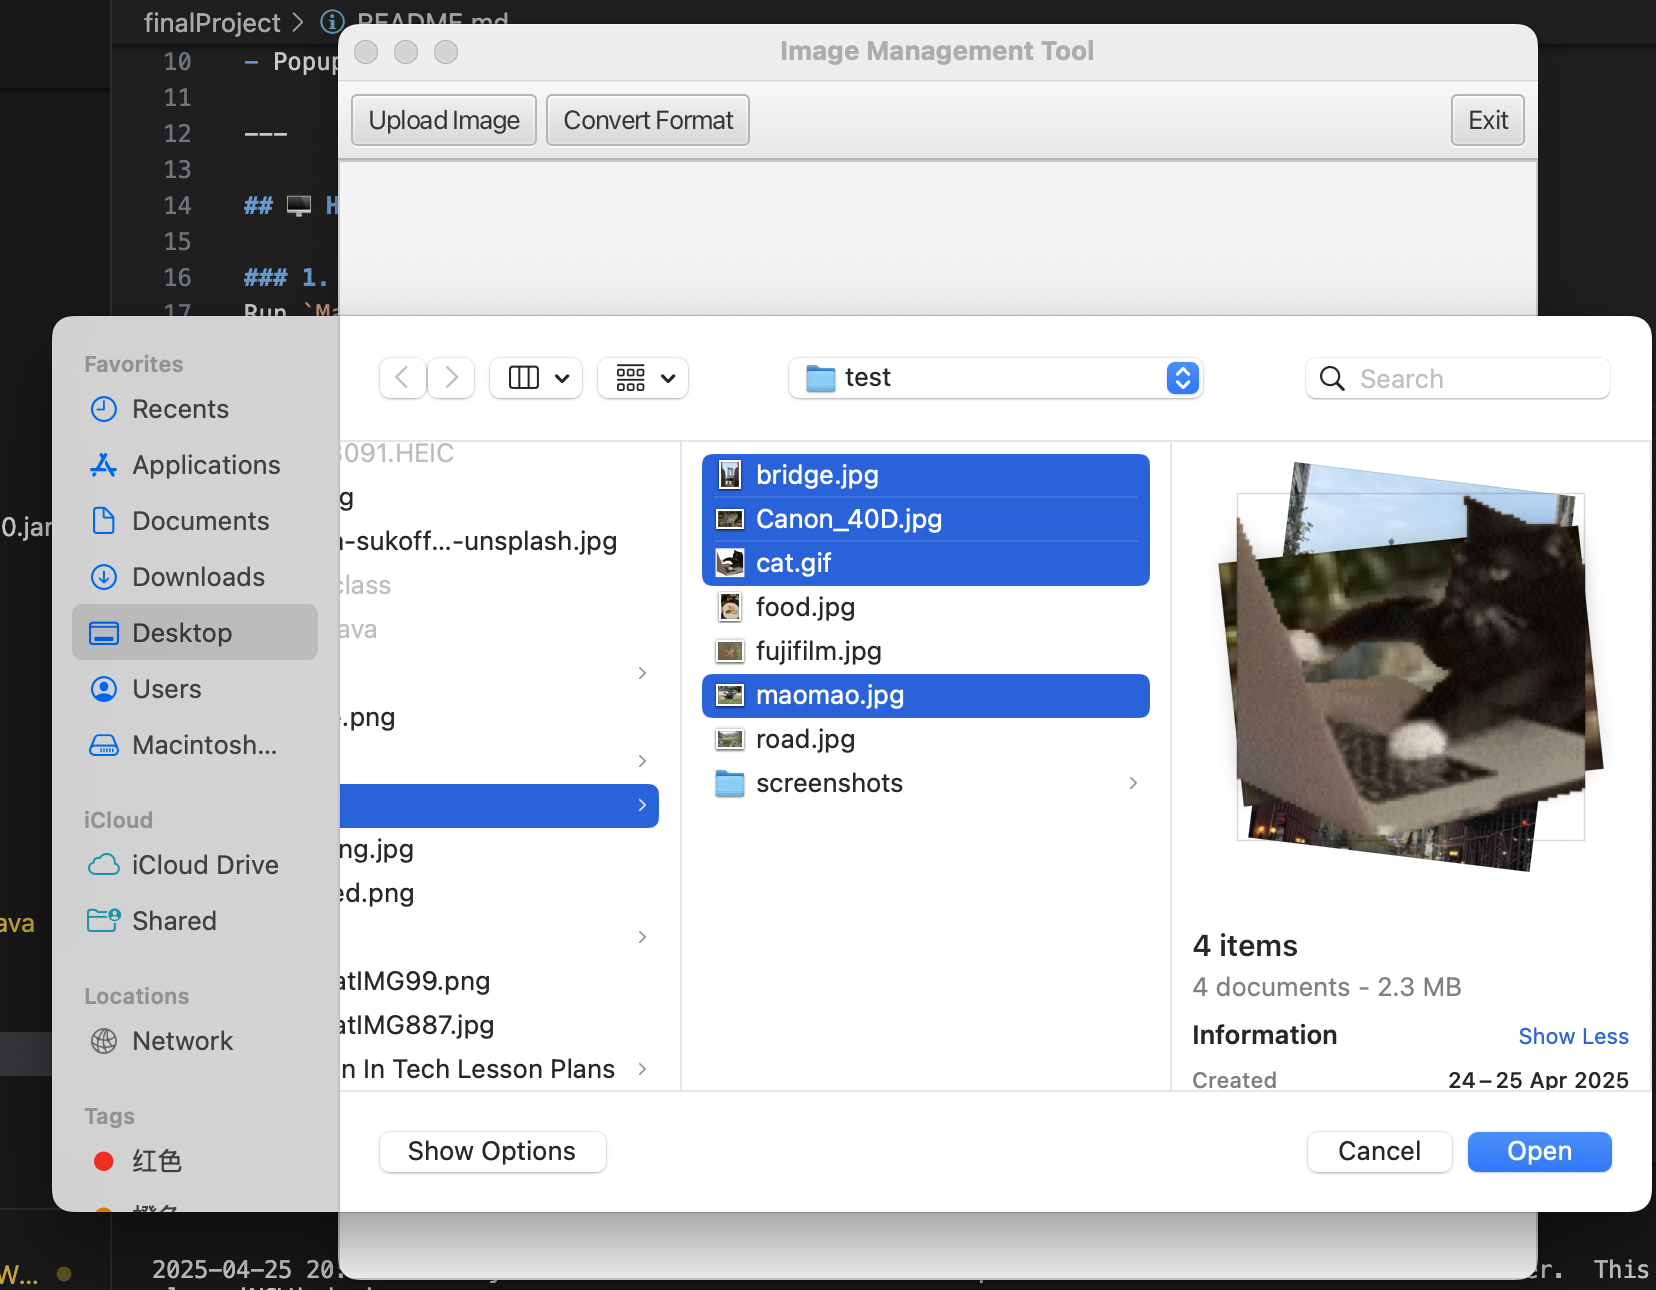 finalProject > README.md
10 - Popup
11
12 ---
13
14 ## H
15
16 ### 1.
17 Run `Ma
Image Management Tool
Upload Image
Convert Format
Exit
0.jar
ava
W...
Favorites
Recents
Applications
Documents
Downloads
Desktop
Users
Macintosh...
iCloud
iCloud Drive
Shared
Locations
Network
Tags
红色
橙色
test
Search
3091.HEIC
g
-sukoff...-unsplash.jpg
class
ava
.png
ng.jpg
ed.png
atIMG99.png
atIMG887.jpg
n In Tech Lesson Plans
bridge.jpg
Canon_40D.jpg
cat.gif
food.jpg
fujifilm.jpg
maomao.jpg
road.jpg
screenshots
4 items
4 documents - 2.3 MB
Information
Show Less
Created
24–25 Apr 2025
Show Options
Cancel
Open
2025-04-25 20:
er. This